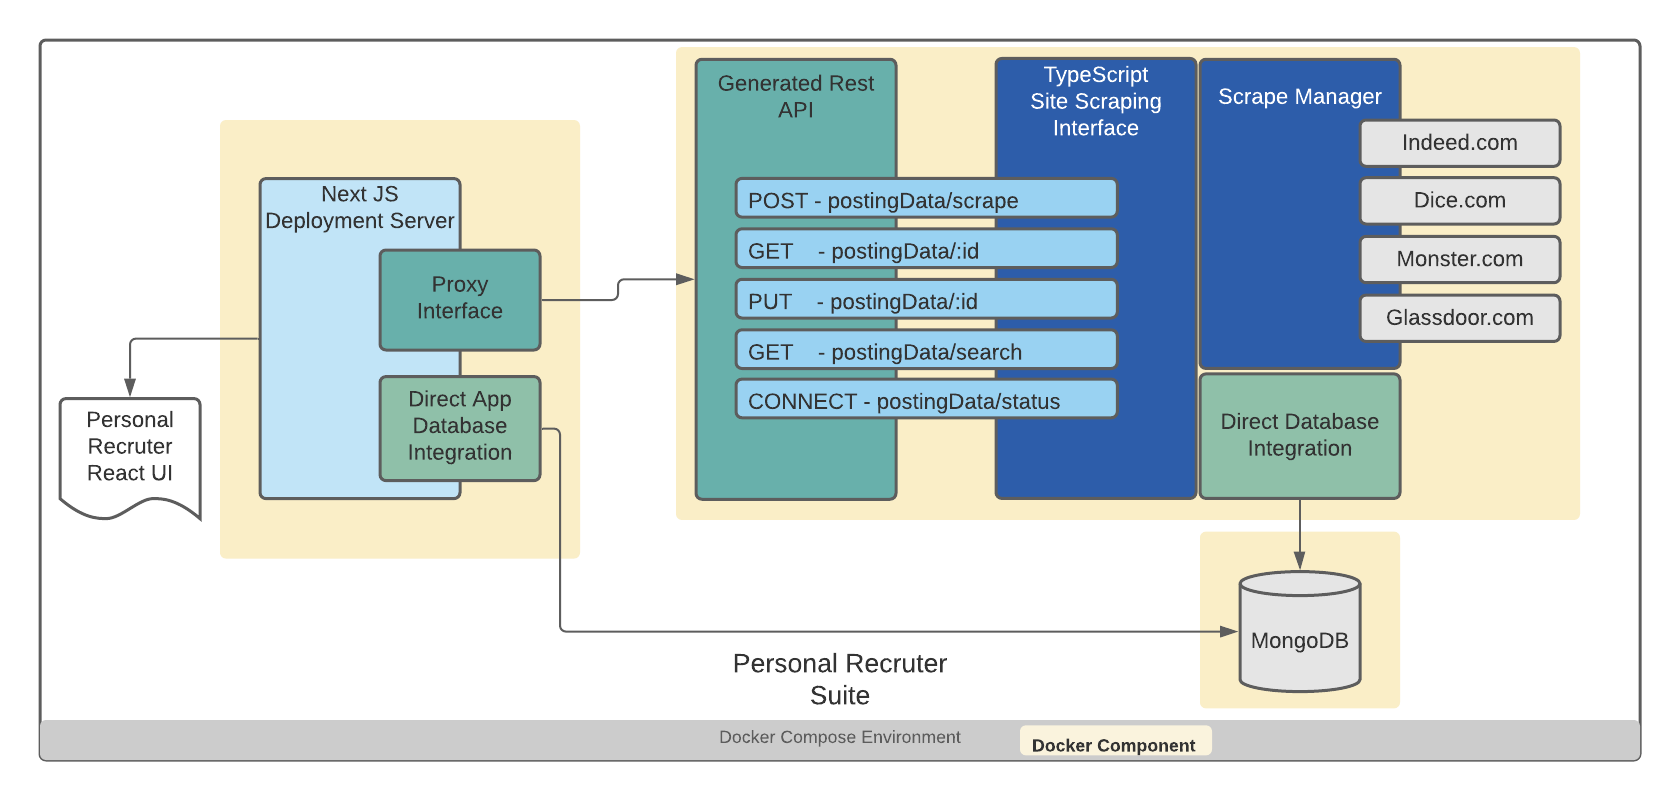 Next JS
Deployment Server
Proxy
Interface
Direct App
Database
Integration
Personal
Recruter
React UI
Generated Rest
API
TypeScript
Site Scraping
Interface
Scrape Manager
POST - postingData/scrape
GET - postingData/:id
PUT - postingData/:id
GET - postingData/search
CONNECT - postingData/status
Indeed.com
Dice.com
Monster.com
Glassdoor.com
Direct Database
Integration
MongoDB
Personal Recruter
Suite
Docker Compose Environment
Docker Component